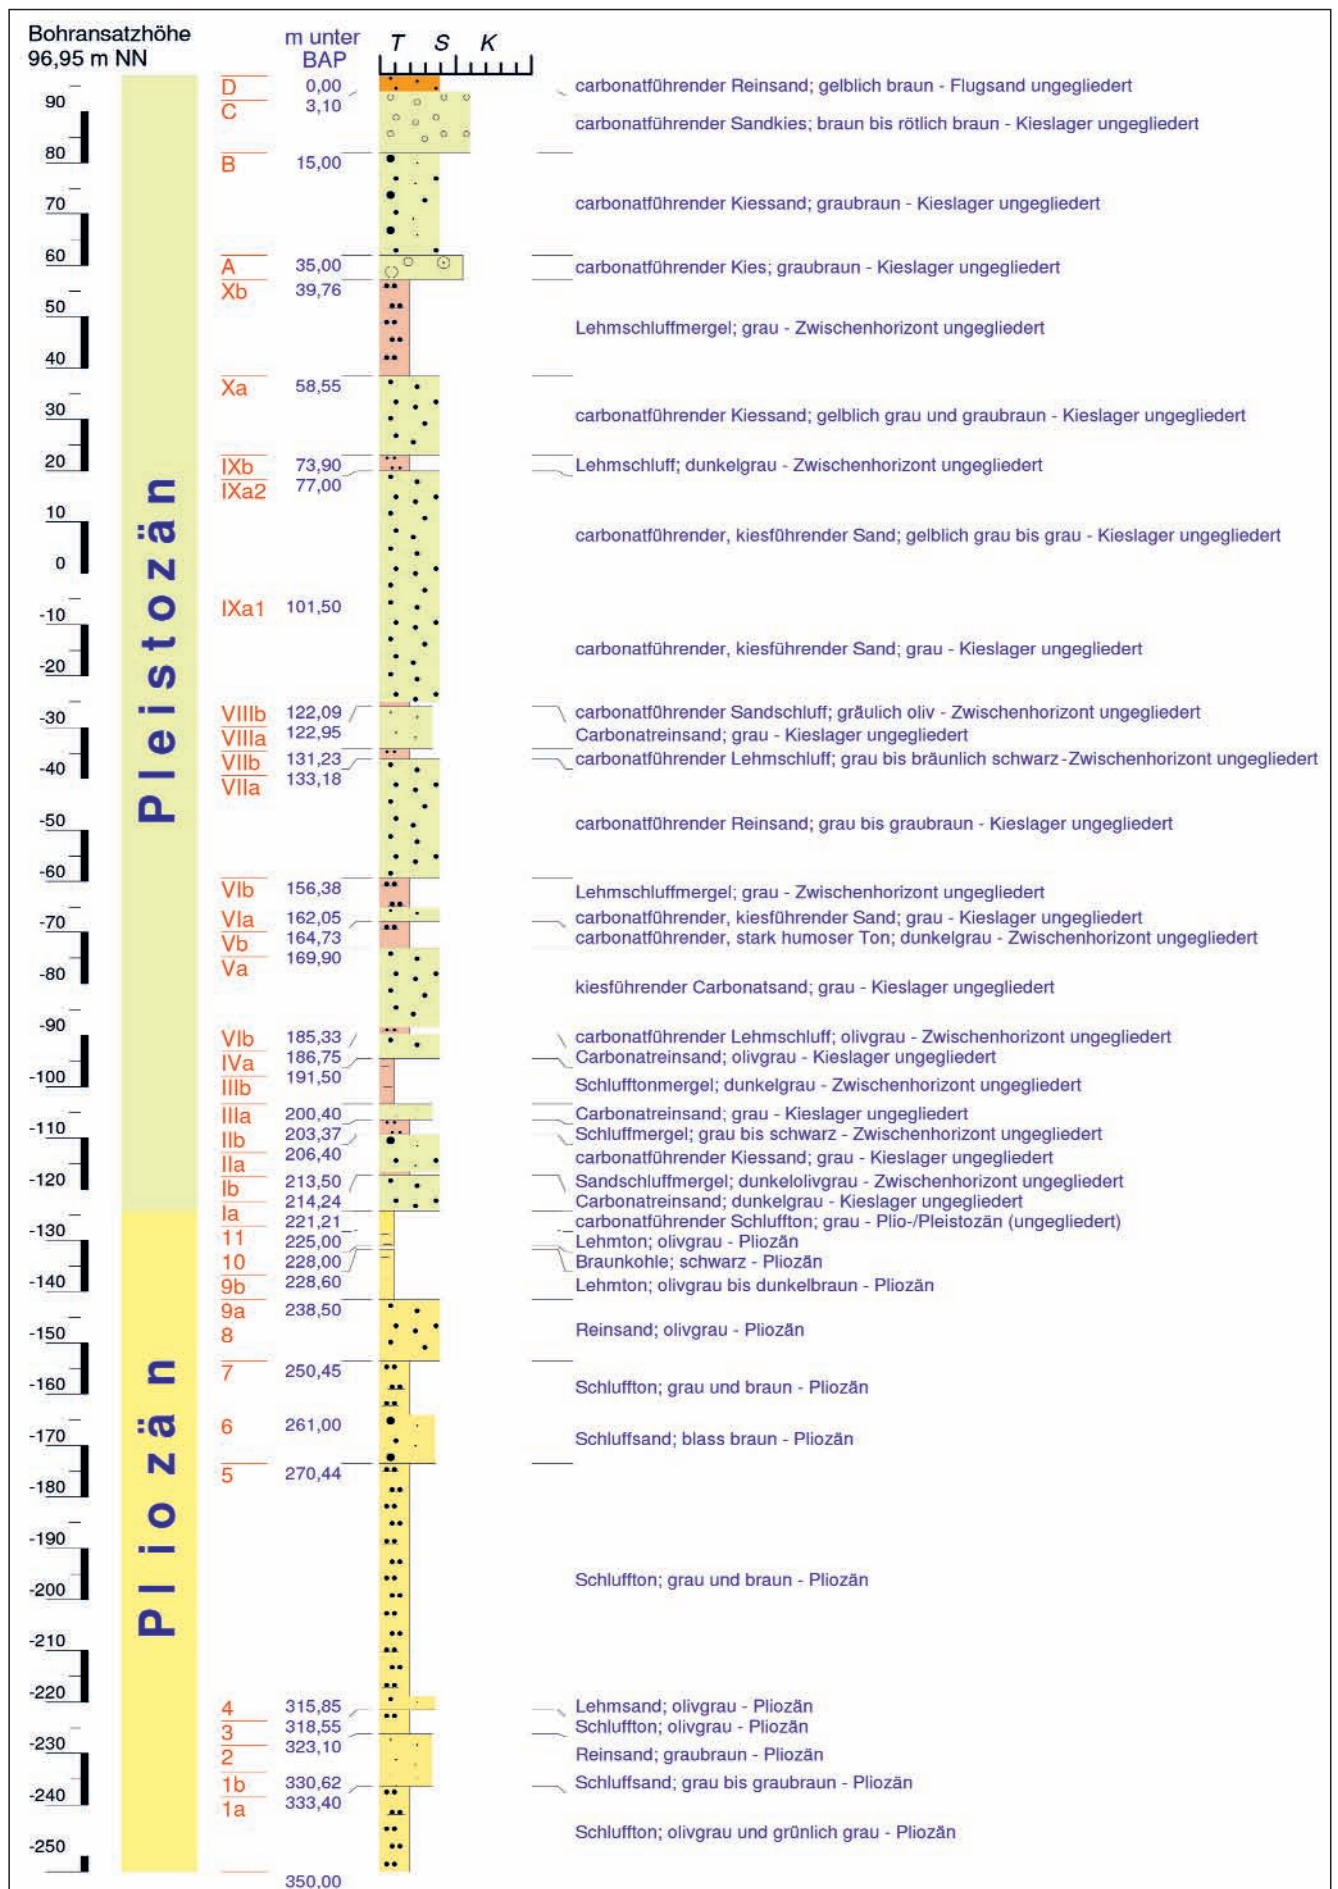 Bohransatzhöhe
96,95 m NN
m unter
BAP
T S K
D 0,00 carbonatführender Reinsand; gelblich braun - Flugsand ungegliedert
90
C 3,10 carbonatführender Sandkies; braun bis rötlich braun - Kieslager ungegliedert
80
B 15,00
70 carbonatführender Kiessand; graubraun - Kieslager ungegliedert
60
A 35,00 carbonatführender Kies; graubraun - Kieslager ungegliedert
Xb 39,76
50 Lehmschluffmergel; grau - Zwischenhorizont ungegliedert
40
Xa 58,55
30 carbonatführender Kiessand; gelblich grau und graubraun - Kieslager ungegliedert
20
IXb 73,90 Lehmschluff; dunkelgrau - Zwischenhorizont ungegliedert
IXa2 77,00
10 carbonatführender, kiesführender Sand; gelblich grau bis grau - Kieslager ungegliedert
0
IXa1 101,50
-10
-20 carbonatführender, kiesführender Sand; grau - Kieslager ungegliedert
Pleistozän
-30
VIIIb 122,09 carbonatführender Sandschluff; gräulich oliv - Zwischenhorizont ungegliedert
VIIIa 122,95 Carbonatreinsand; grau - Kieslager ungegliedert
-40
VIIb 131,23 carbonatführender Lehmschluff; grau bis bräunlich schwarz - Zwischenhorizont ungegliedert
VIIa 133,18
-50 carbonatführender Reinsand; grau bis graubraun - Kieslager ungegliedert
-60
VIb 156,38 Lehmschluffmergel; grau - Zwischenhorizont ungegliedert
-70
VIa 162,05 carbonatführender, kiesführender Sand; grau - Kieslager ungegliedert
Vb 164,73 carbonatführender, stark humoser Ton; dunkelgrau - Zwischenhorizont ungegliedert
-80
Va 169,90 kiesführender Carbonatsand; grau - Kieslager ungegliedert
-90
VIb 185,33 carbonatführender Lehmschluff; olivgrau - Zwischenhorizont ungegliedert
IVa 186,75 Carbonatreinsand; olivgrau - Kieslager ungegliedert
-100
IIIb 191,50 Schlufftonmergel; dunkelgrau - Zwischenhorizont ungegliedert
IIIa 200,40 Carbonatreinsand; grau - Kieslager ungegliedert
-110
IIb 203,37 Schluffmergel; grau bis schwarz - Zwischenhorizont ungegliedert
IIa 206,40 carbonatführender Kiessand; grau - Kieslager ungegliedert
-120
Ib 213,50 Sandschluffmergel; dunkelolivgrau - Zwischenhorizont ungegliedert
Ia 214,24 Carbonatreinsand; dunkelgrau - Kieslager ungegliedert
-130
11 221,21 carbonatführender Schluffton; grau - Plio-/Pleistozän (ungegliedert)
10 225,00 Lehmton; olivgrau - Pliozän
9b 228,00 Braunkohle; schwarz - Pliozän
-140
9a 228,60 Lehmton; olivgrau bis dunkelbraun - Pliozän
8 238,50 Reinsand; olivgrau - Pliozän
-150
7 250,45 Schluffton; grau und braun - Pliozän
-160
6 261,00 Schluffsand; blass braun - Pliozän
-170
5 270,44
-180
Pliozän
-190
-200 Schluffton; grau und braun - Pliozän
-210
-220
4 315,85 Lehmsand; olivgrau - Pliozän
3 318,55 Schluffton; olivgrau - Pliozän
-230
2 323,10 Reinsand; graubraun - Pliozän
1b 330,62 Schluffsand; grau bis graubraun - Pliozän
-240
1a 333,40 Schluffton; olivgrau und grünlich grau - Pliozän
-250
350,00